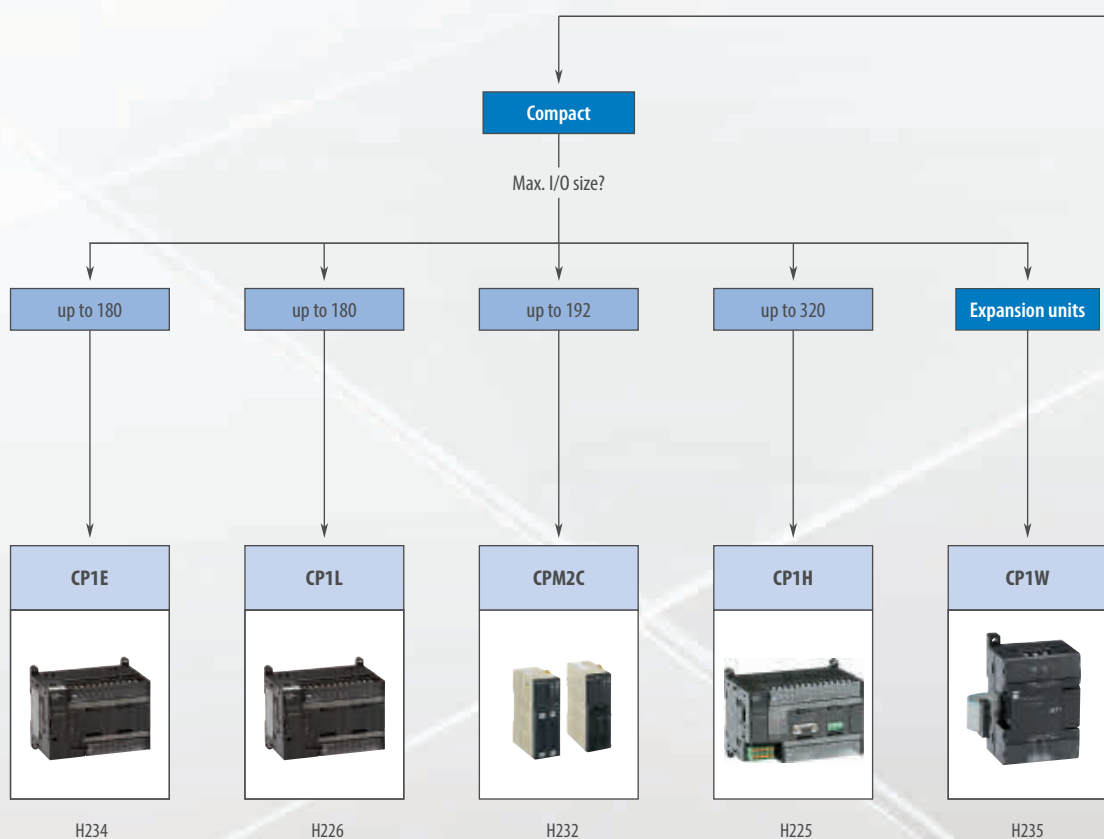 Compact
Max. I/O size?
up to 180
up to 180
up to 192
up to 320
Expansion units
CP1E
CP1L
CPM2C
CP1H
CP1W
H234
H226
H232
H225
H235